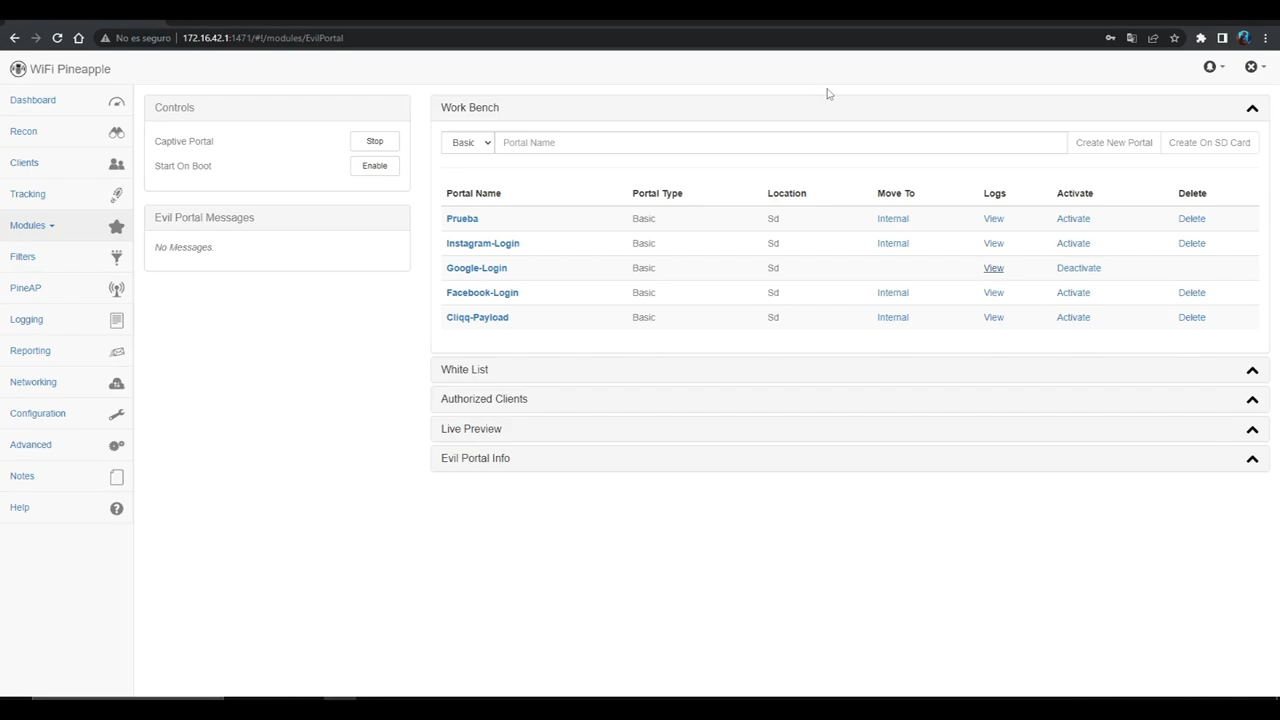 No es seguro 172.16.42.1:1471/#!/modules/EvilPortal
WiFi Pineapple
Dashboard
Recon
Clients
Tracking
Modules
Filters
PineAP
Logging
Reporting
Networking
Configuration
Advanced
Notes
Help
Controls
Captive Portal Stop
Start On Boot Enable
Evil Portal Messages
No Messages.
Work Bench
Basic Portal Name Create New Portal Create On SD Card
Portal Name Portal Type Location Move To Logs Activate Delete
Prueba Basic Sd Internal View Activate Delete
Instagram-Login Basic Sd Internal View Activate Delete
Google-Login Basic Sd View Deactivate
Facebook-Login Basic Sd Internal View Activate Delete
Cliqq-Payload Basic Sd Internal View Activate Delete
White List
Authorized Clients
Live Preview
Evil Portal Info